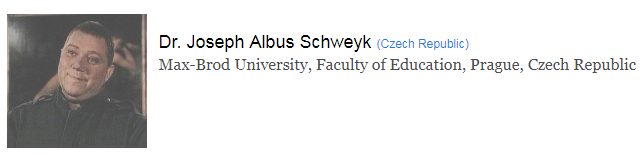 Dr. Joseph Albus Schweyk (Czech Republic)
Max-Brod University, Faculty of Education, Prague, Czech Republic